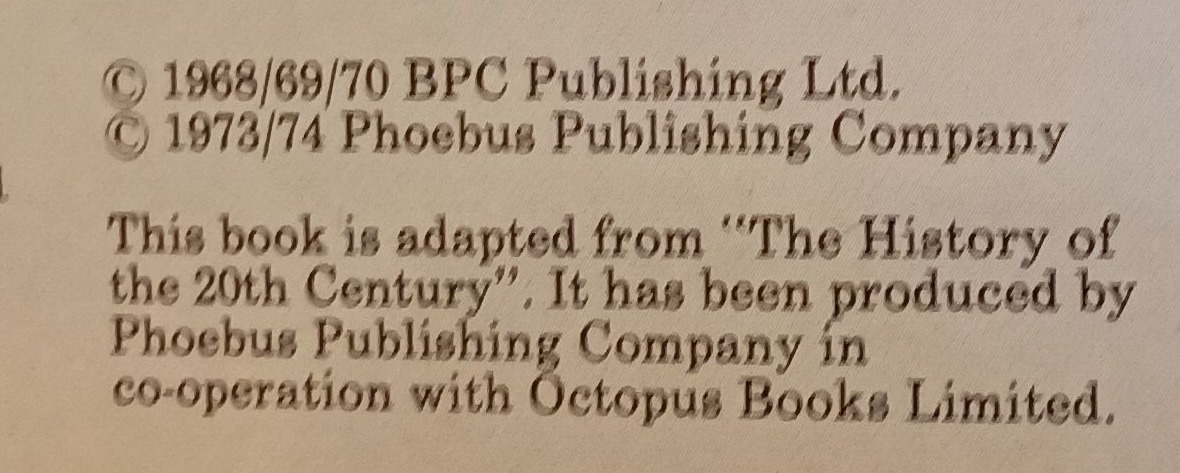 © 1968/69/70 BPC Publishing Ltd.
© 1973/74 Phoebus Publishing Company
This book is adapted from "The History of
the 20th Century". It has been produced by
Phoebus Publishing Company in
co-operation with Octopus Books Limited.